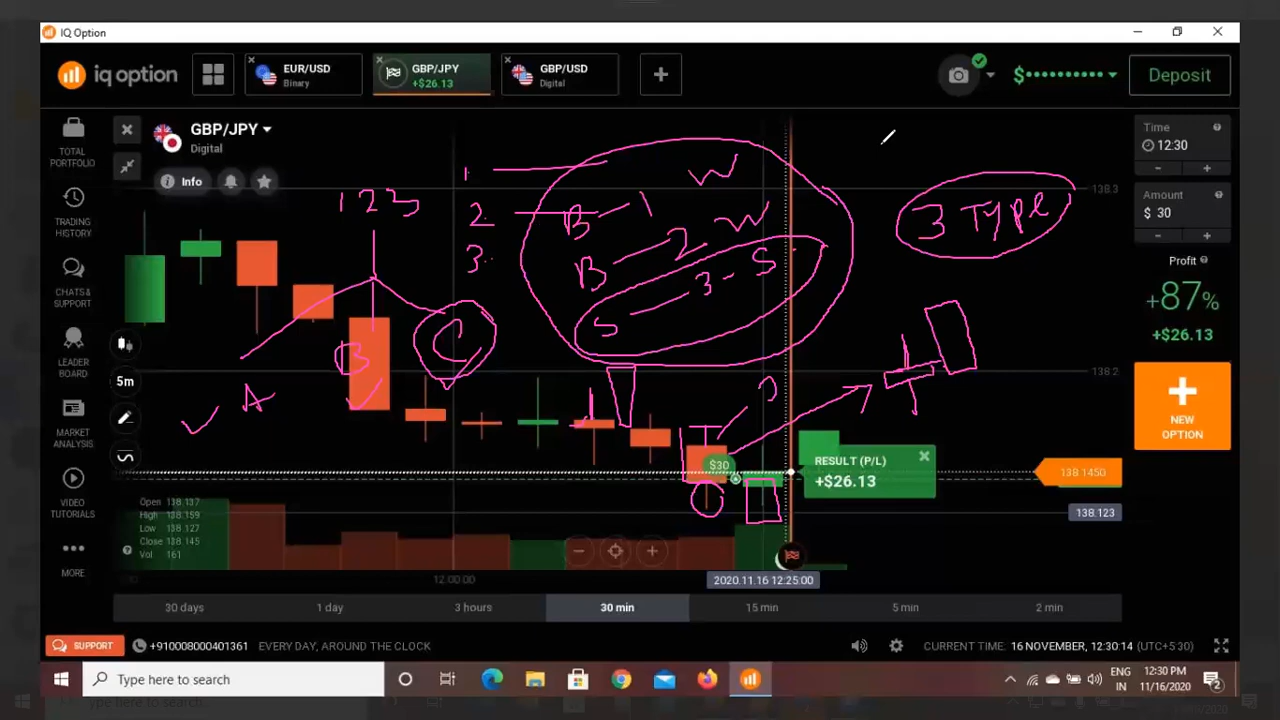 IQ Option
iq option
EUR/USD
Binary
GBP/JPY
+$26.13
GBP/USD
Digital
$
Deposit
GBP/JPY
Digital
Info
TOTAL PORTFOLIO
TRADING HISTORY
CHATS & SUPPORT
LEADER BOARD
MARKET ANALYSIS
VIDEO TUTORIALS
MORE
5m
1 2 3
A
B
C
1.
2.
3.
W
B 1
W
B 2
3 - S
S
3 TYPE
138.3
138.2
Time
12:30
Amount
$ 30
Profit
+87%
+$26.13
NEW OPTION
$30
RESULT (P/L)
+$26.13
138.1450
138.123
Open 138.137
High 138.159
Low 138.127
Close 138.145
Vol 161
12:00:00
2020.11.16 12:25:00
30 days
1 day
3 hours
30 min
15 min
5 min
2 min
SUPPORT
+910008000401361
EVERY DAY, AROUND THE CLOCK
CURRENT TIME: 16 NOVEMBER, 12:30:14 (UTC+5:30)
Type here to search
ENG
IN
12:30 PM
11/16/2020
2